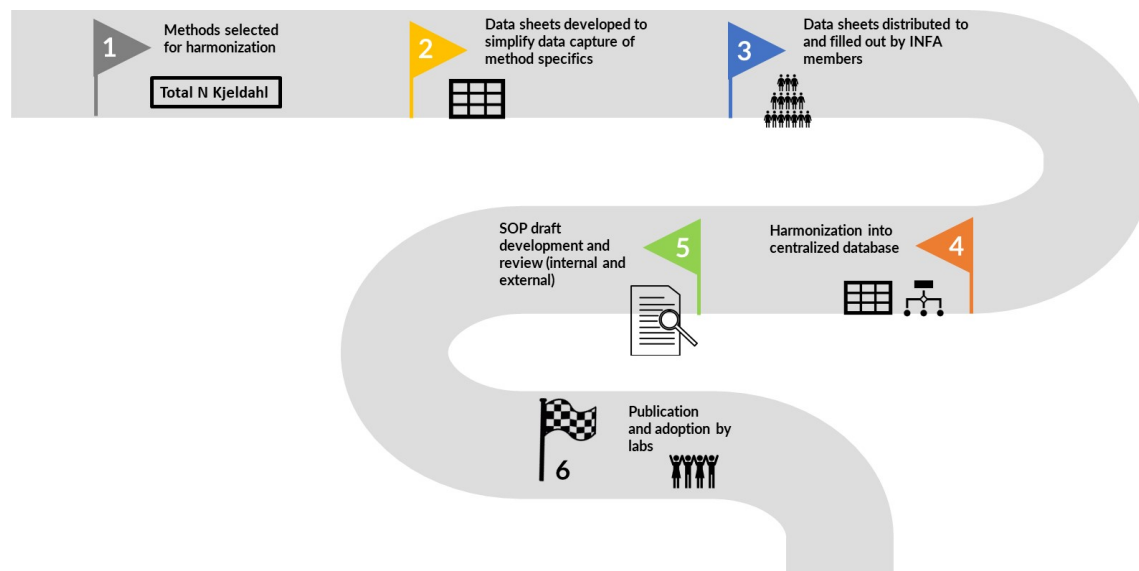 1
Methods selected
for harmonization
Total N Kjeldahl
2
Data sheets developed to
simplify data capture of
method specifics
3
Data sheets distributed to
and filled out by INFA
members
4
Harmonization into
centralized database
5
SOP draft
development and
review (internal and
external)
6
Publication
and adoption by
labs